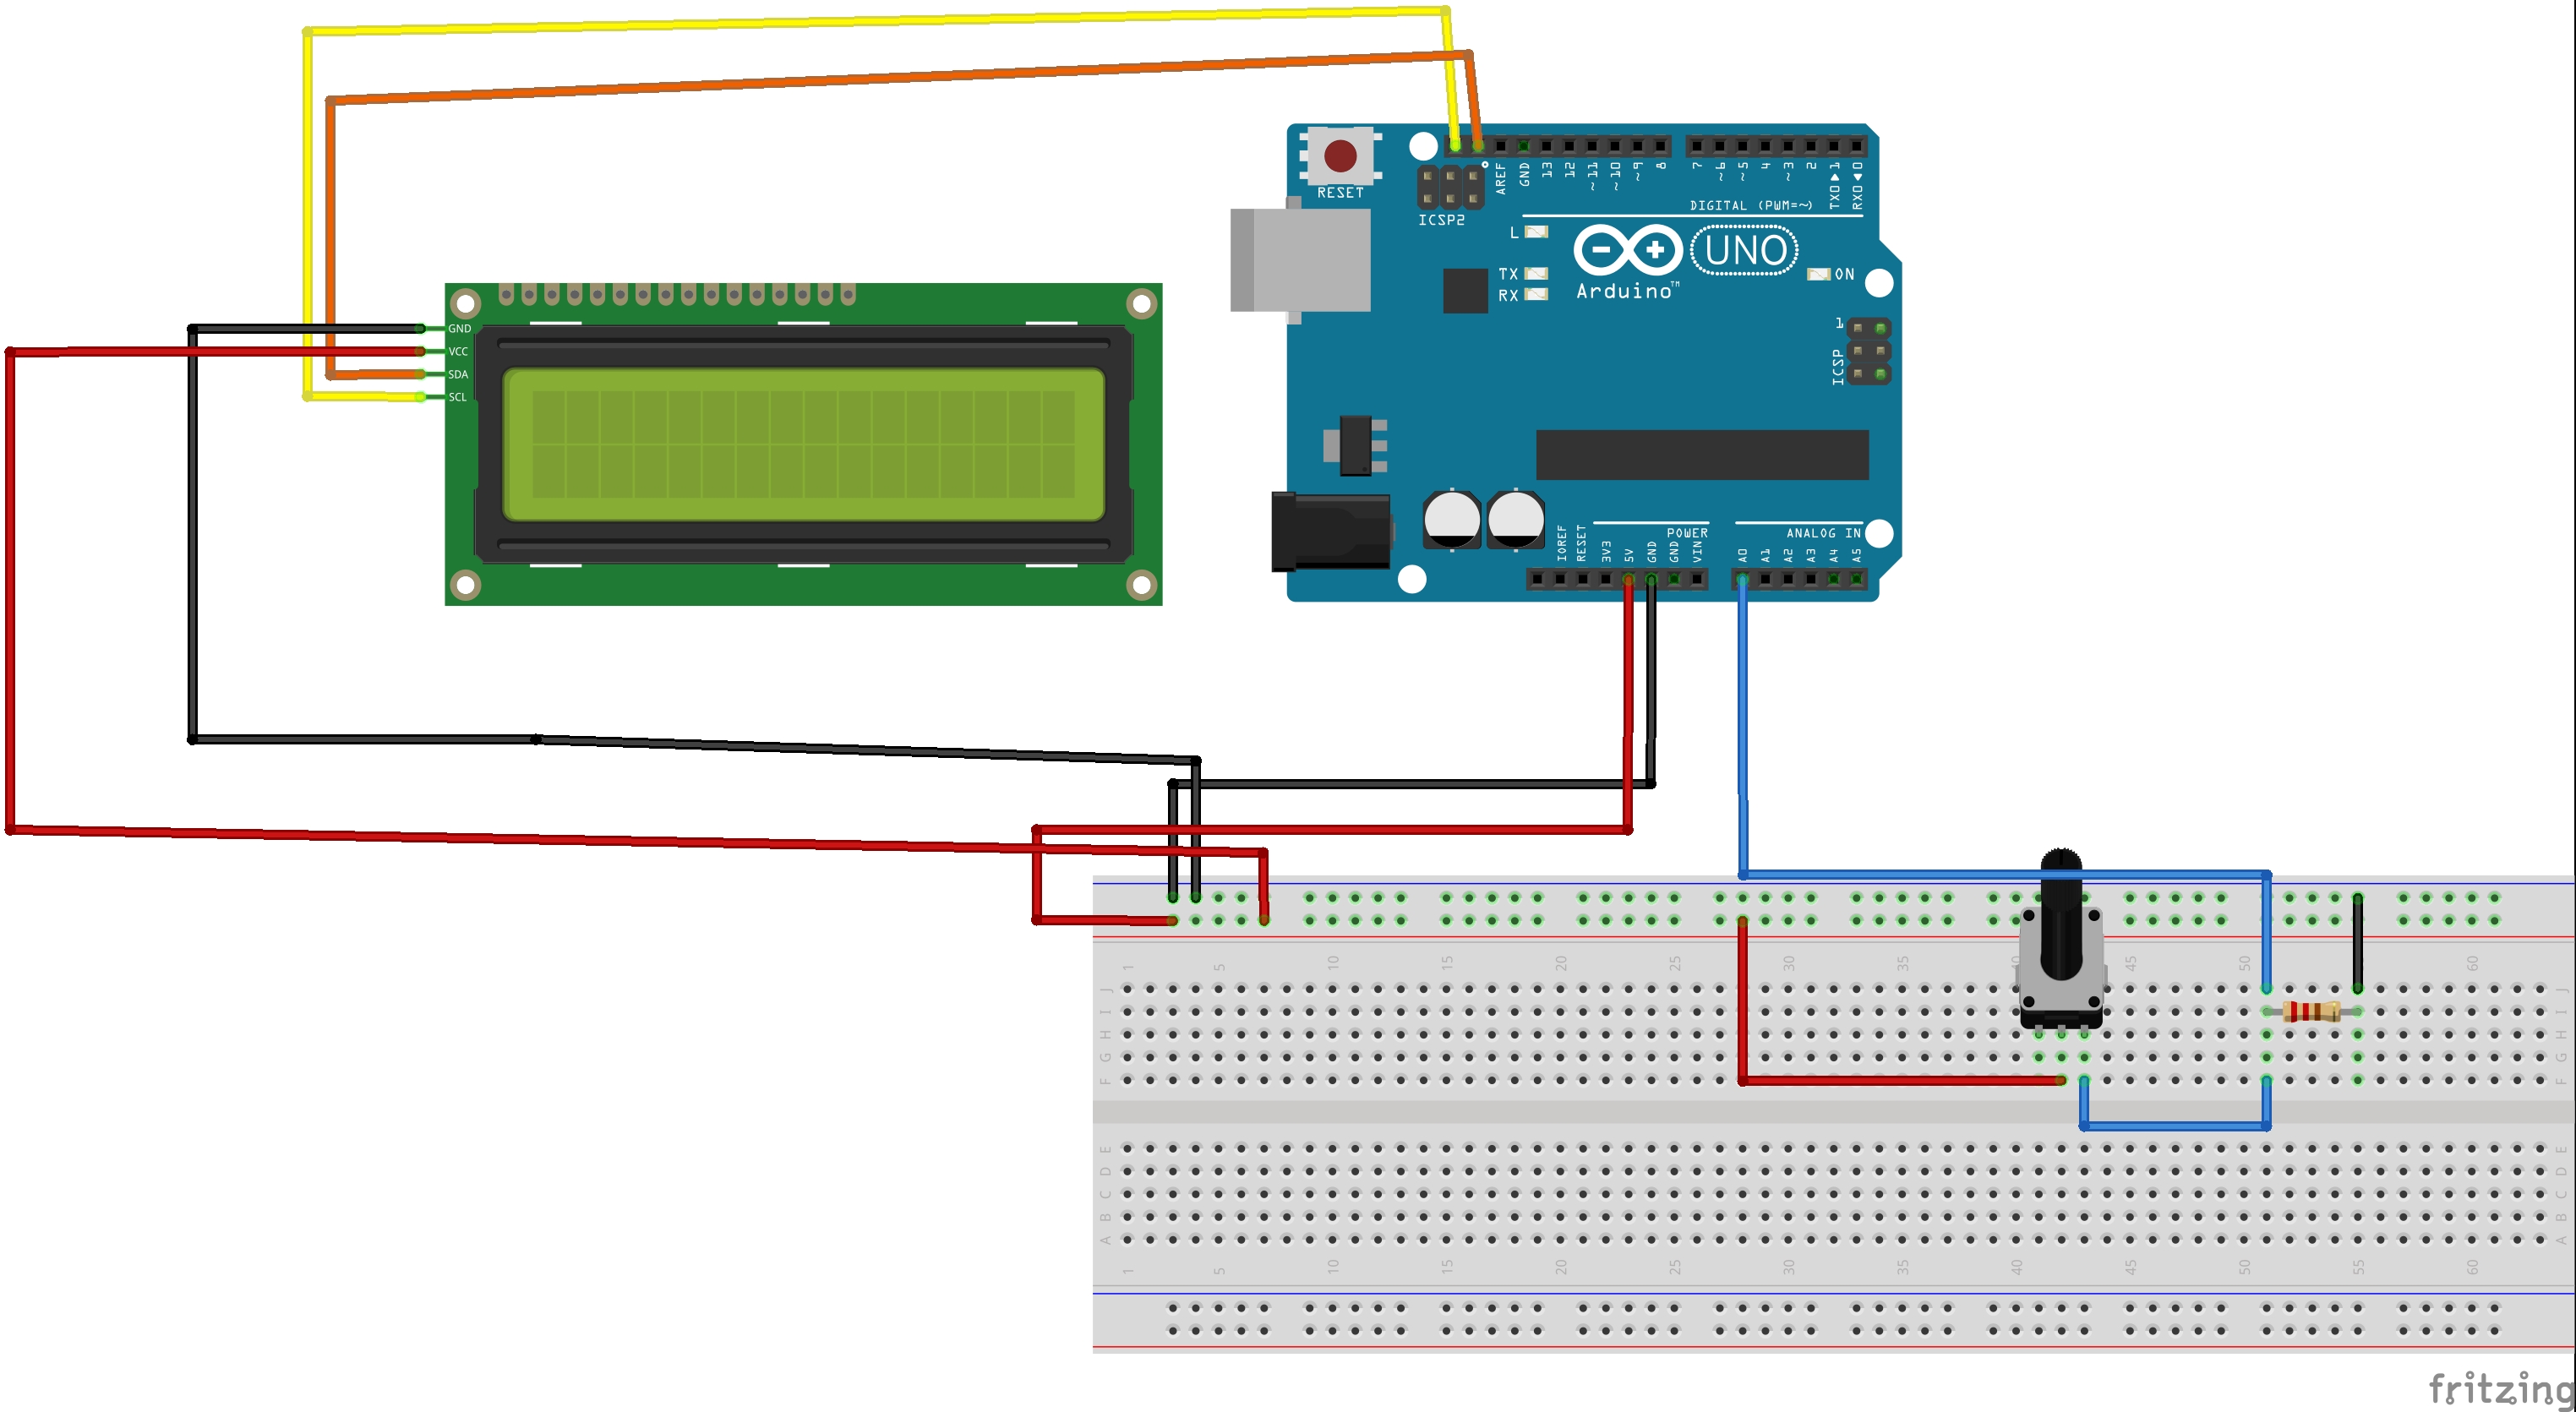 RESET
ICSP2
AREF
GND
13
12
~11
~10
~9
8
7
~6
~5
4
~3
2
TX0▶1
RX0◀0
DIGITAL (PWM=~)
L
TX
RX
UNO
Arduino™
ON
1
ICSP
GND
VCC
SDA
SCL
POWER
ANALOG IN
IOREF
RESET
3V3
5V
GND
GND
VIN
A0
A1
A2
A3
A4
A5
1 5 10 15 20 25 30 35 40 45 50 60
J J
I I
H H
G G
F F
E E
D D
C C
B B
A A
1 5 10 15 20 25 30 35 40 45 50 55 60
fritzing